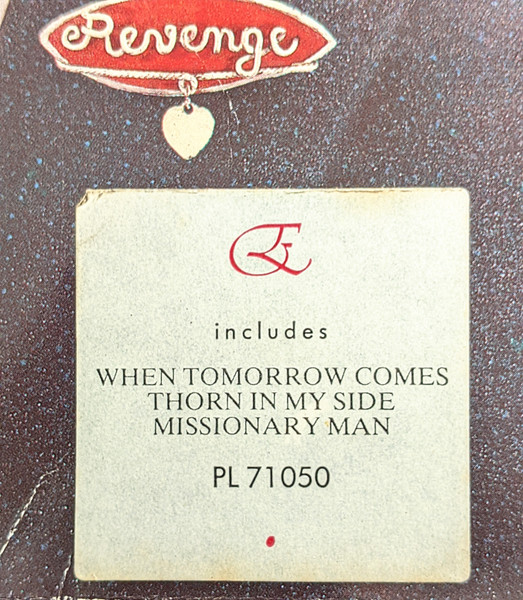 Revenge
includes
WHEN TOMORROW COMES
THORN IN MY SIDE
MISSIONARY MAN
PL 71050